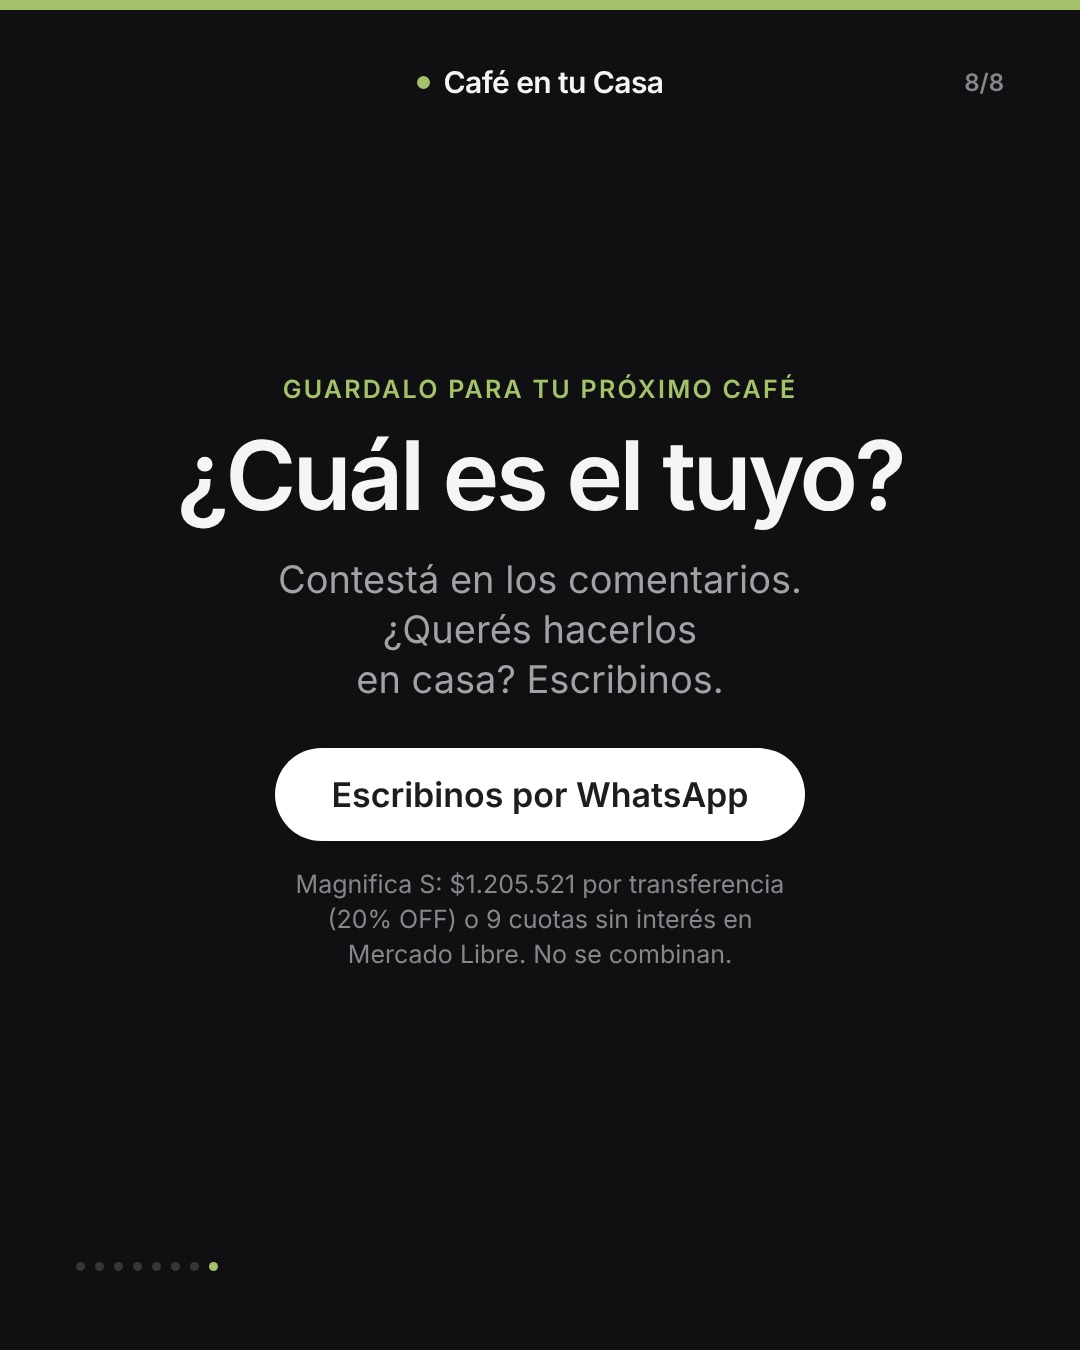 Café en tu Casa
8/8
GUARDALO PARA TU PRÓXIMO CAFÉ
¿Cuál es el tuyo?
Contestá en los comentarios.
¿Querés hacerlos
en casa? Escribinos.
Escribinos por WhatsApp
Magnifica S: $1.205.521 por transferencia
(20% OFF) o 9 cuotas sin interés en
Mercado Libre. No se combinan.